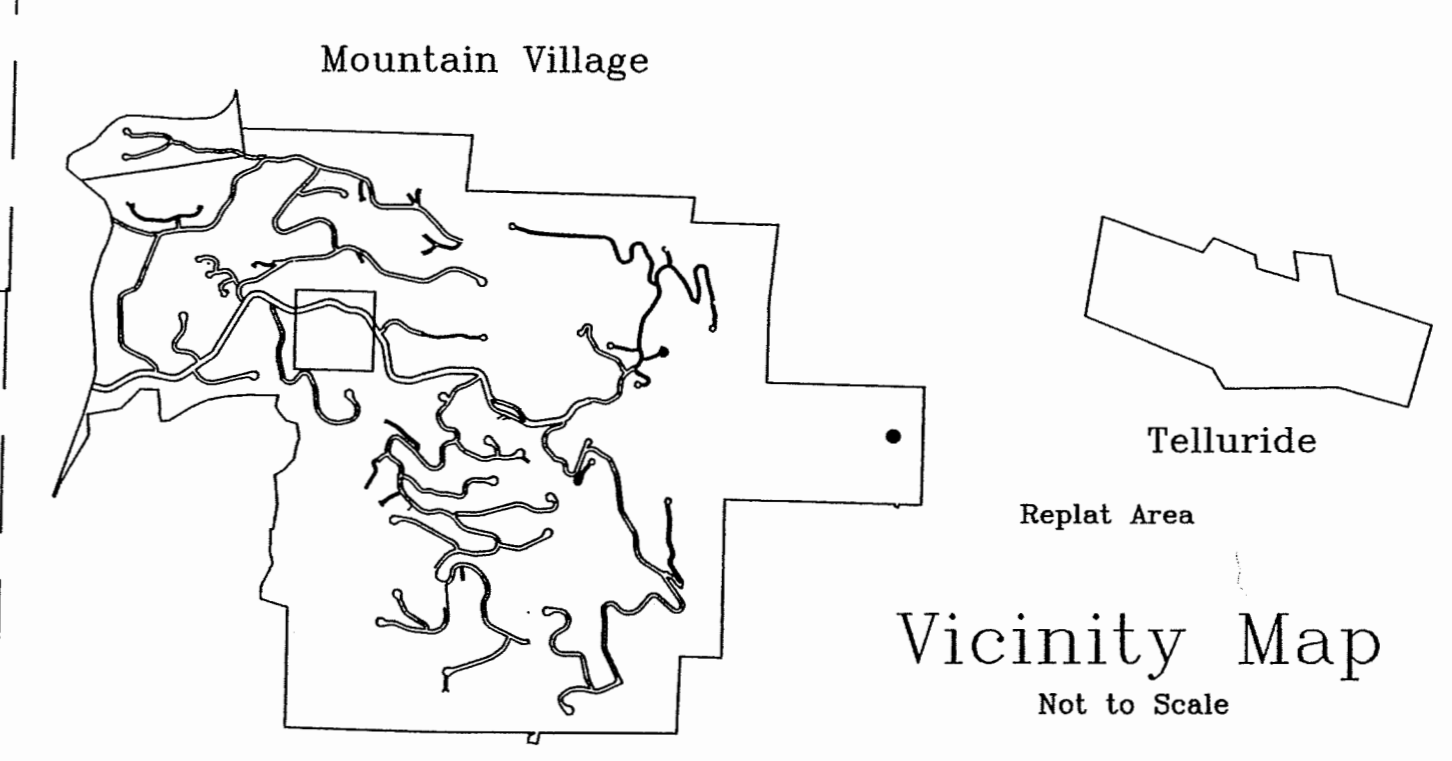 Mountain Village
Telluride
Replat Area
Vicinity Map
Not to Scale